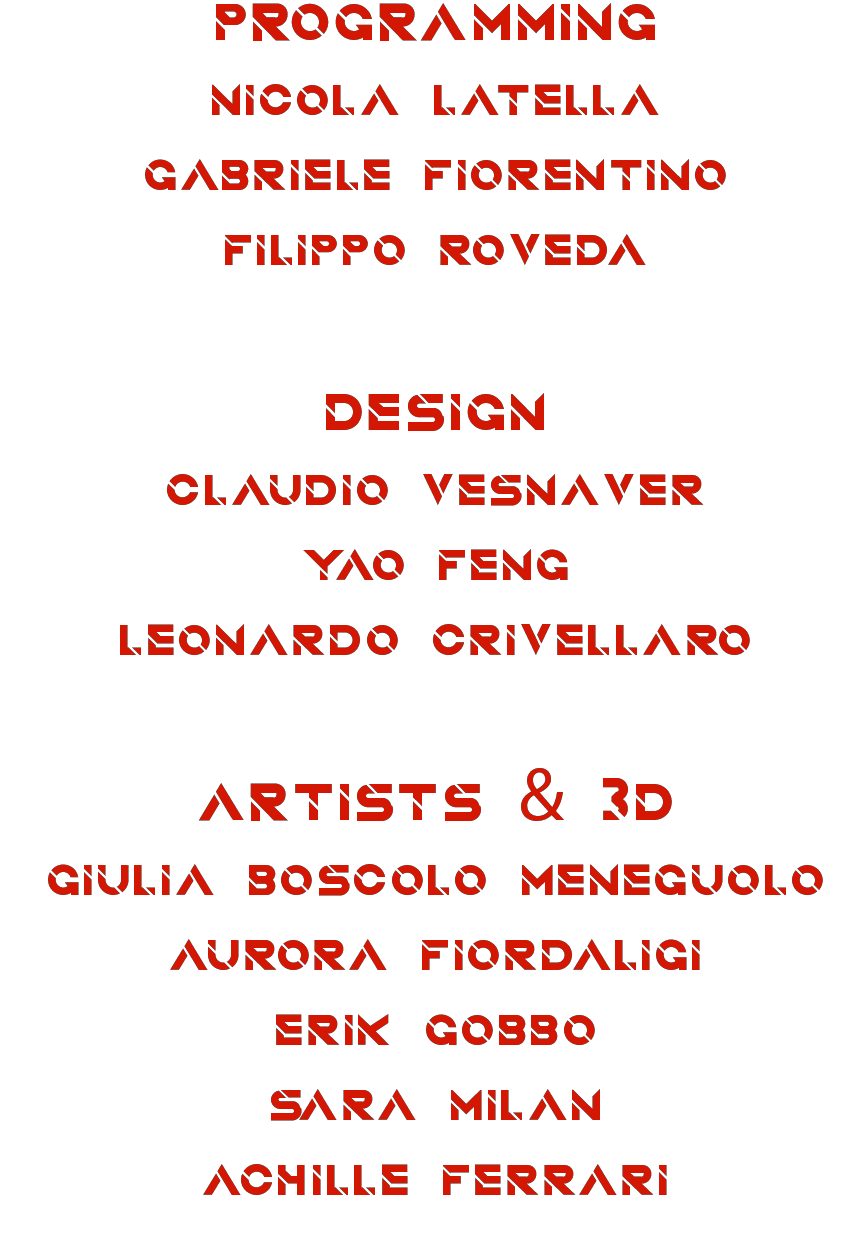 PROGRAMMING
NICOLA LATELLA
GABRIELE FIORENTINO
FILIPPO ROVEDA
DESIGN
CLAUDIO VESNAVER
YAO FENG
LEONARDO CRIVELLARO
ARTISTS & 3D
GIULIA BOSCOLO MENEGUOLO
AURORA FIORDALIGI
ERIK GOBBO
SARA MILAN
ACHILLE FERRARI